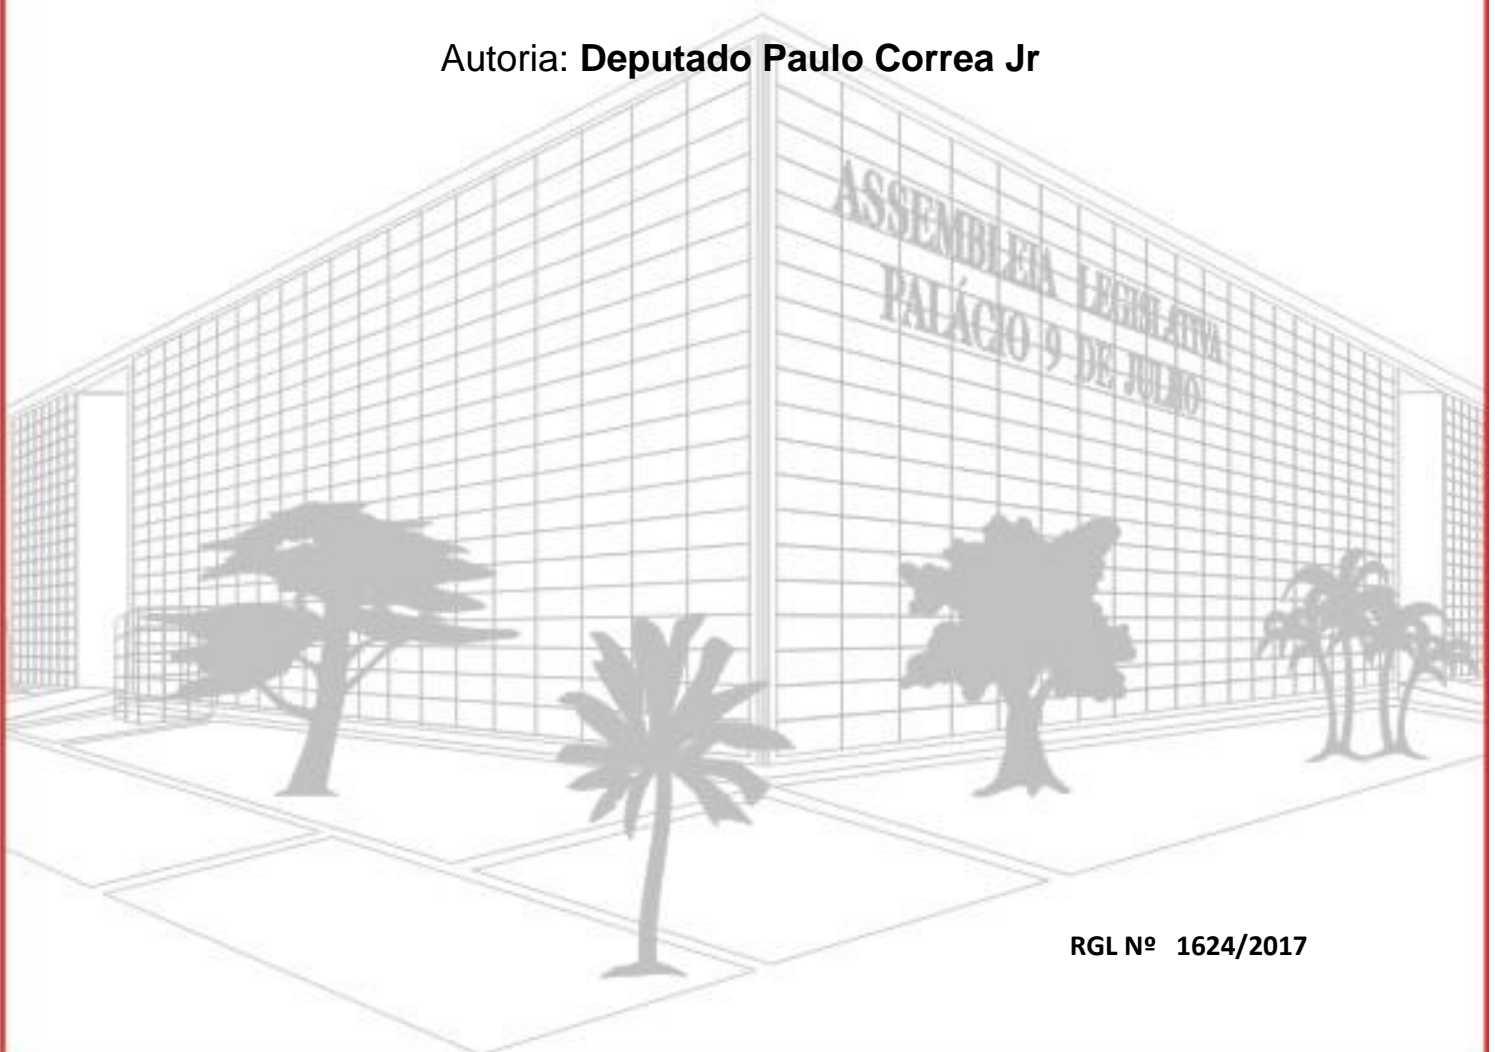 Autoria: Deputado Paulo Correa Jr
ASSEMBLEIA LEGISLATIVA
PALÁCIO 9 DE JULHO
RGL Nº 1624/2017